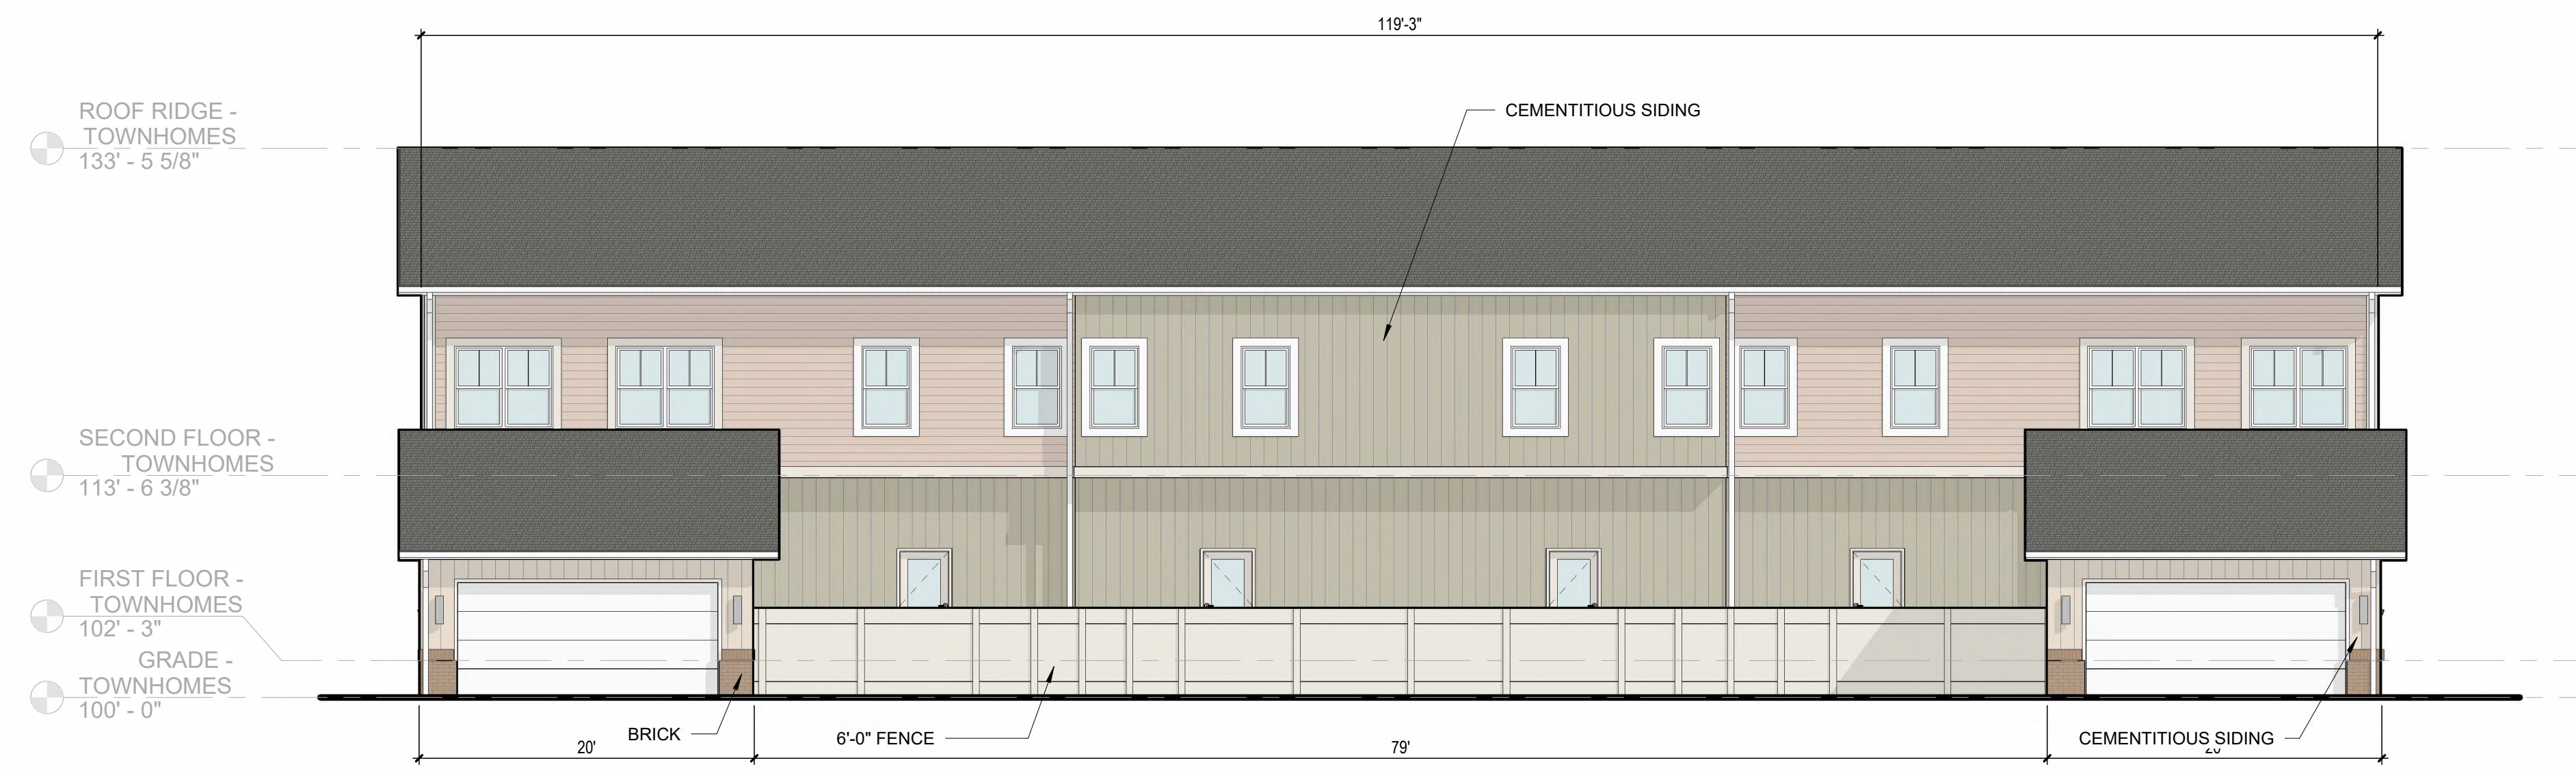 119'-3"
CEMENTITIOUS SIDING
ROOF RIDGE -
TOWNHOMES
133' - 5 5/8"
SECOND FLOOR -
TOWNHOMES
113' - 6 3/8"
FIRST FLOOR -
TOWNHOMES
102' - 3"
GRADE -
TOWNHOMES
100' - 0"
BRICK
6'-0" FENCE
CEMENTITIOUS SIDING
20'
79'